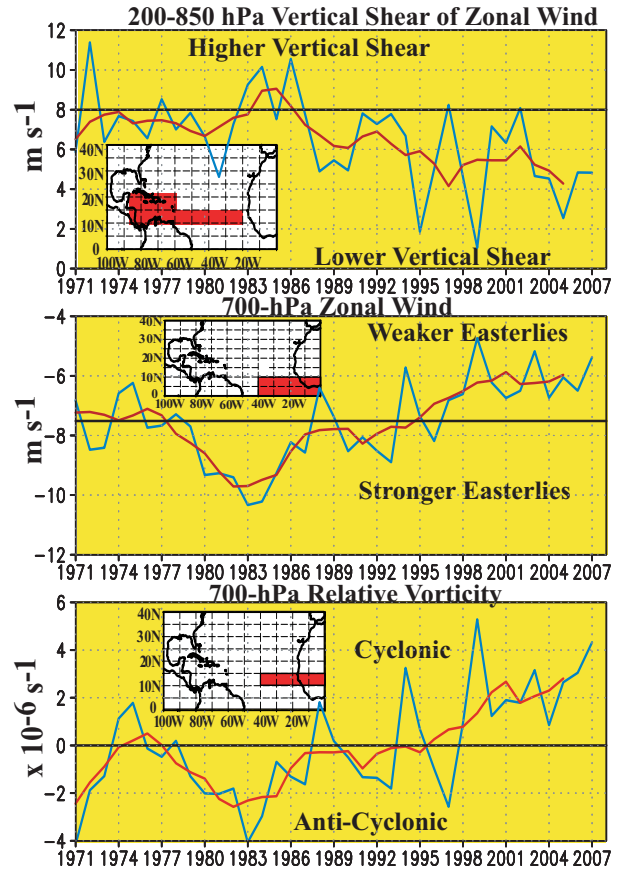 200-850 hPa Vertical Shear of Zonal Wind
12
Higher Vertical Shear
10
8
m s-1
6
4
2
0
40N
30N
20N
10N
0
100W 80W 60W 40W 20W
Lower Vertical Shear
1971 1974 1977 1980 1983 1986 1989 1992 1995 1998 2001 2004 2007
700-hPa Zonal Wind
-4
Weaker Easterlies
-6
m s-1
-8
-10
-12
40N
30N
20N
10N
0
100W 80W 60W 40W 20W
Stronger Easterlies
1971 1974 1977 1980 1983 1986 1989 1992 1995 1998 2001 2004 2007
700-hPa Relative Vorticity
6
4
Cyclonic
x 10-6 s-1
2
0
-2
-4
40N
30N
20N
10N
0
100W 80W 60W 40W 20W
Anti-Cyclonic
1971 1974 1977 1980 1983 1986 1989 1992 1995 1998 2001 2004 2007